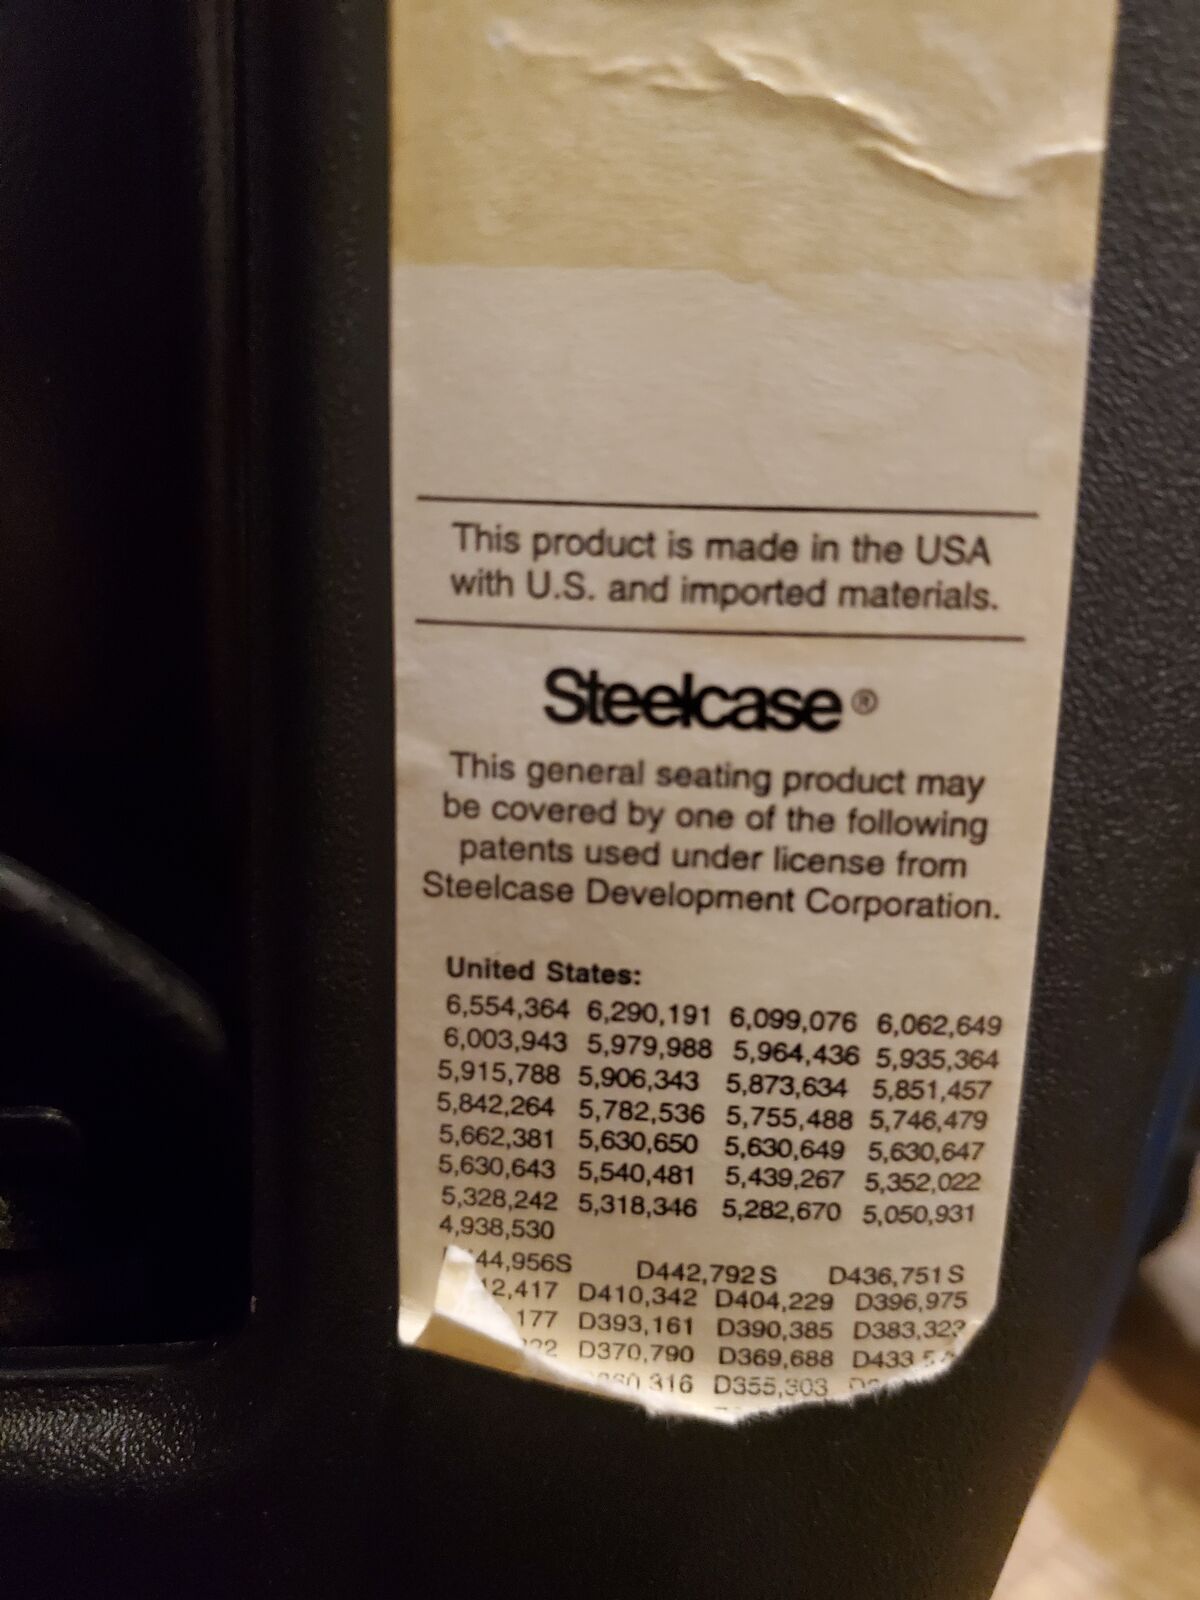 This product is made in the USA
with U.S. and imported materials.
Steelcase®
This general seating product may
be covered by one of the following
patents used under license from
Steelcase Development Corporation.
United States:
6,554,364 6,290,191 6,099,076 6,062,649
6,003,943 5,979,988 5,964,436 5,935,364
5,915,788 5,906,343 5,873,634 5,851,457
5,842,264 5,782,536 5,755,488 5,746,479
5,662,381 5,630,650 5,630,649 5,630,647
5,630,643 5,540,481 5,439,267 5,352,022
5,328,242 5,318,346 5,282,670 5,050,931
4,938,530
D442,792S D436,751S
D410,342 D404,229 D396,975
D393,161 D390,385 D383,323
D370,790 D369,688
D355,303